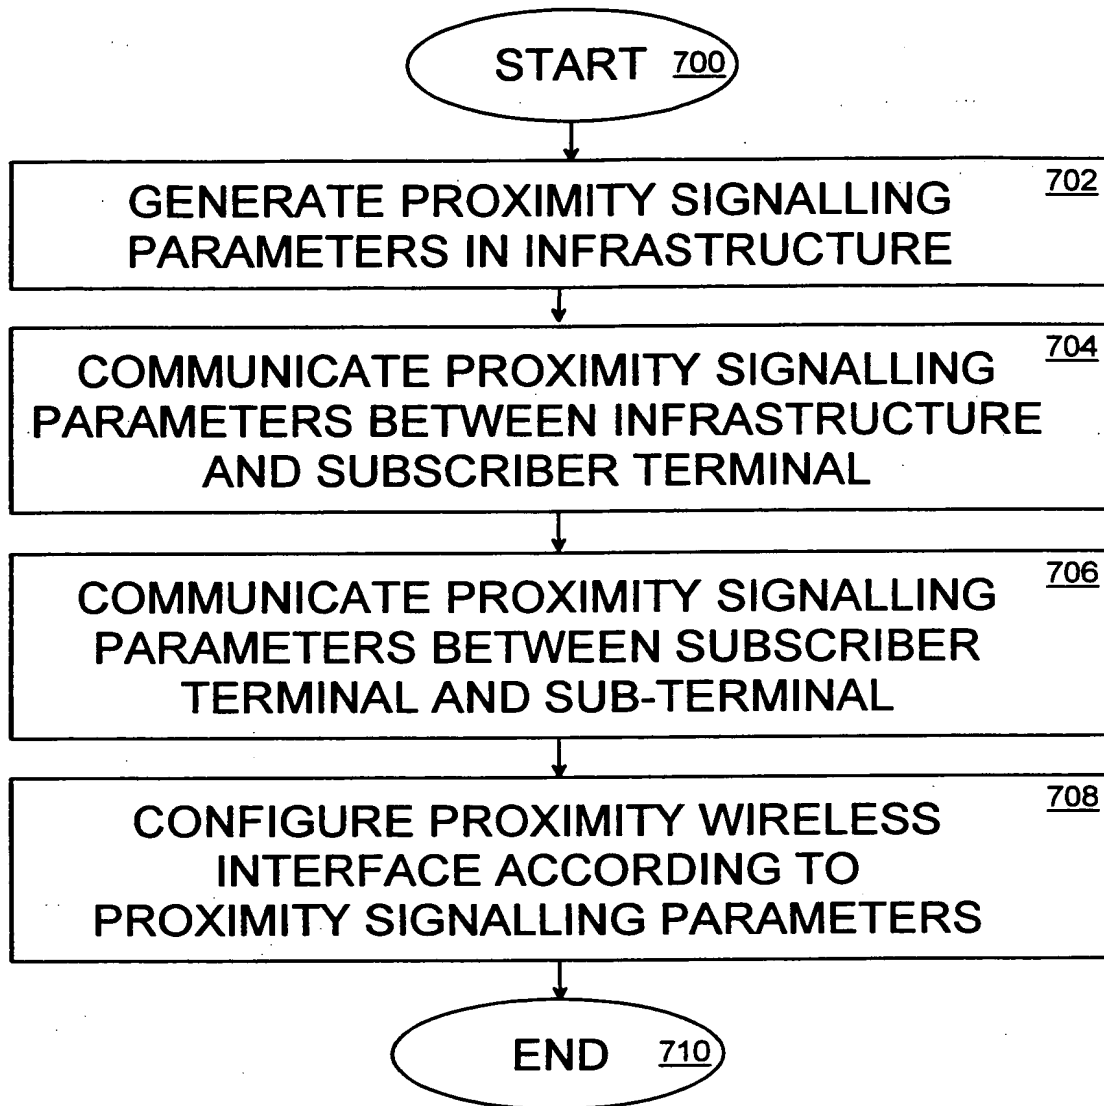 START 700
702
GENERATE PROXIMITY SIGNALLING
PARAMETERS IN INFRASTRUCTURE
704
COMMUNICATE PROXIMITY SIGNALLING
PARAMETERS BETWEEN INFRASTRUCTURE
AND SUBSCRIBER TERMINAL
706
COMMUNICATE PROXIMITY SIGNALLING
PARAMETERS BETWEEN SUBSCRIBER
TERMINAL AND SUB-TERMINAL
708
CONFIGURE PROXIMITY WIRELESS
INTERFACE ACCORDING TO
PROXIMITY SIGNALLING PARAMETERS
END 710